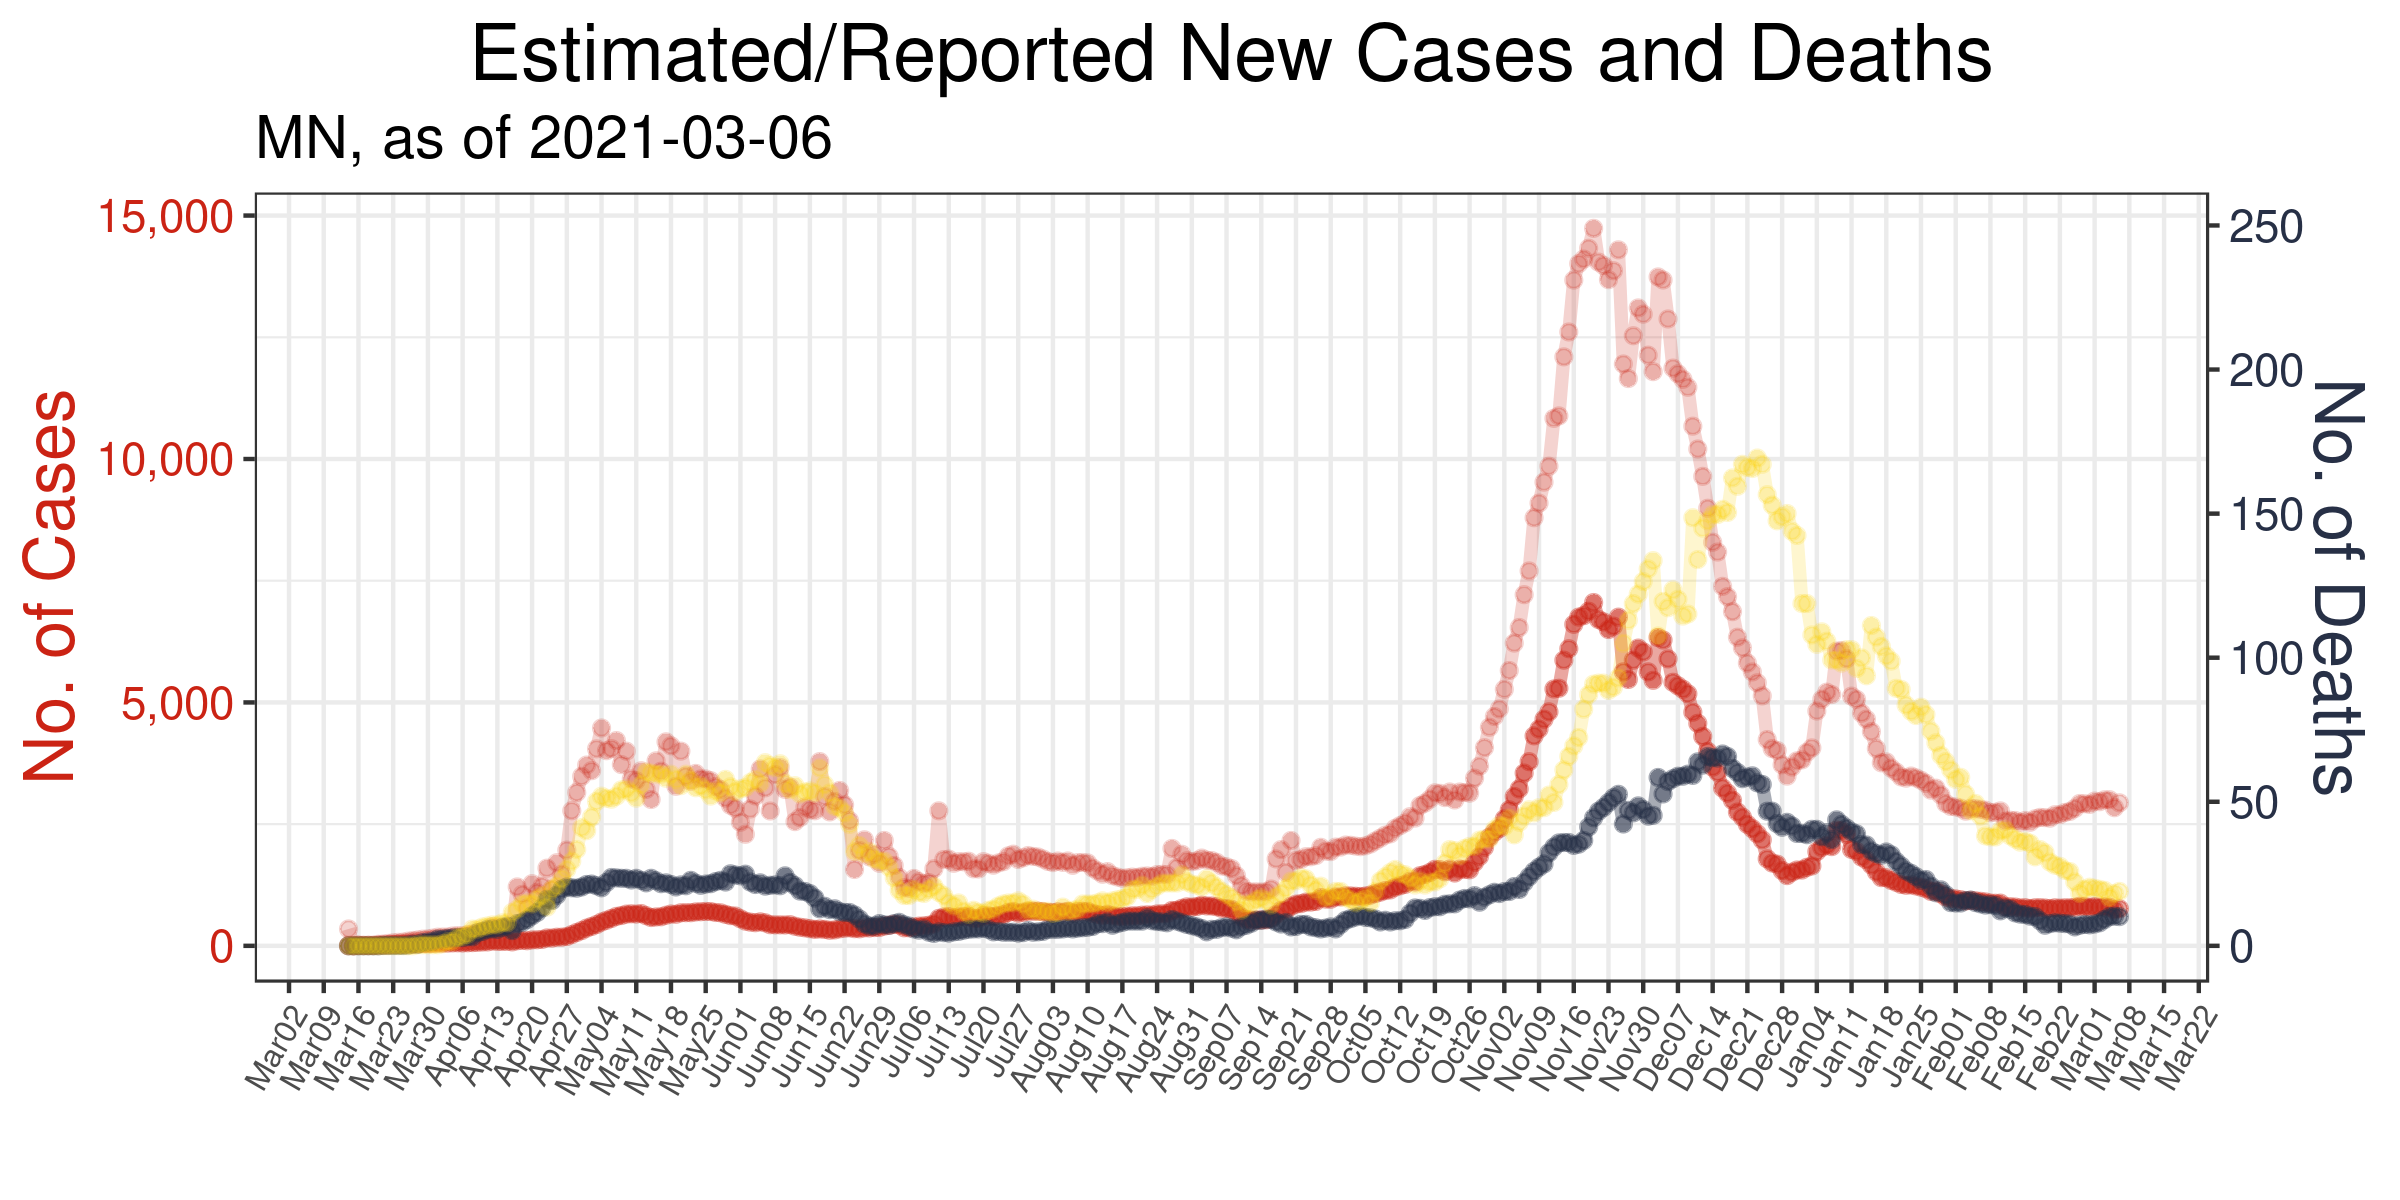 Estimated/Reported New Cases and Deaths
MN, as of 2021-03-06
No. of Cases
15,000
10,000
5,000
0
250
200
150
100
50
0
No. of Deaths
Mar02
Mar09
Mar16
Mar23
Mar30
Apr06
Apr13
Apr20
Apr27
May04
May11
May18
May25
Jun01
Jun08
Jun15
Jun22
Jun29
Jul06
Jul13
Jul20
Jul27
Aug03
Aug10
Aug17
Aug24
Aug31
Sep07
Sep14
Sep21
Sep28
Oct05
Oct12
Oct19
Oct26
Nov02
Nov09
Nov16
Nov23
Nov30
Dec07
Dec14
Dec21
Dec28
Jan04
Jan11
Jan18
Jan25
Feb01
Feb08
Feb15
Feb22
Mar01
Mar08
Mar15
Mar22